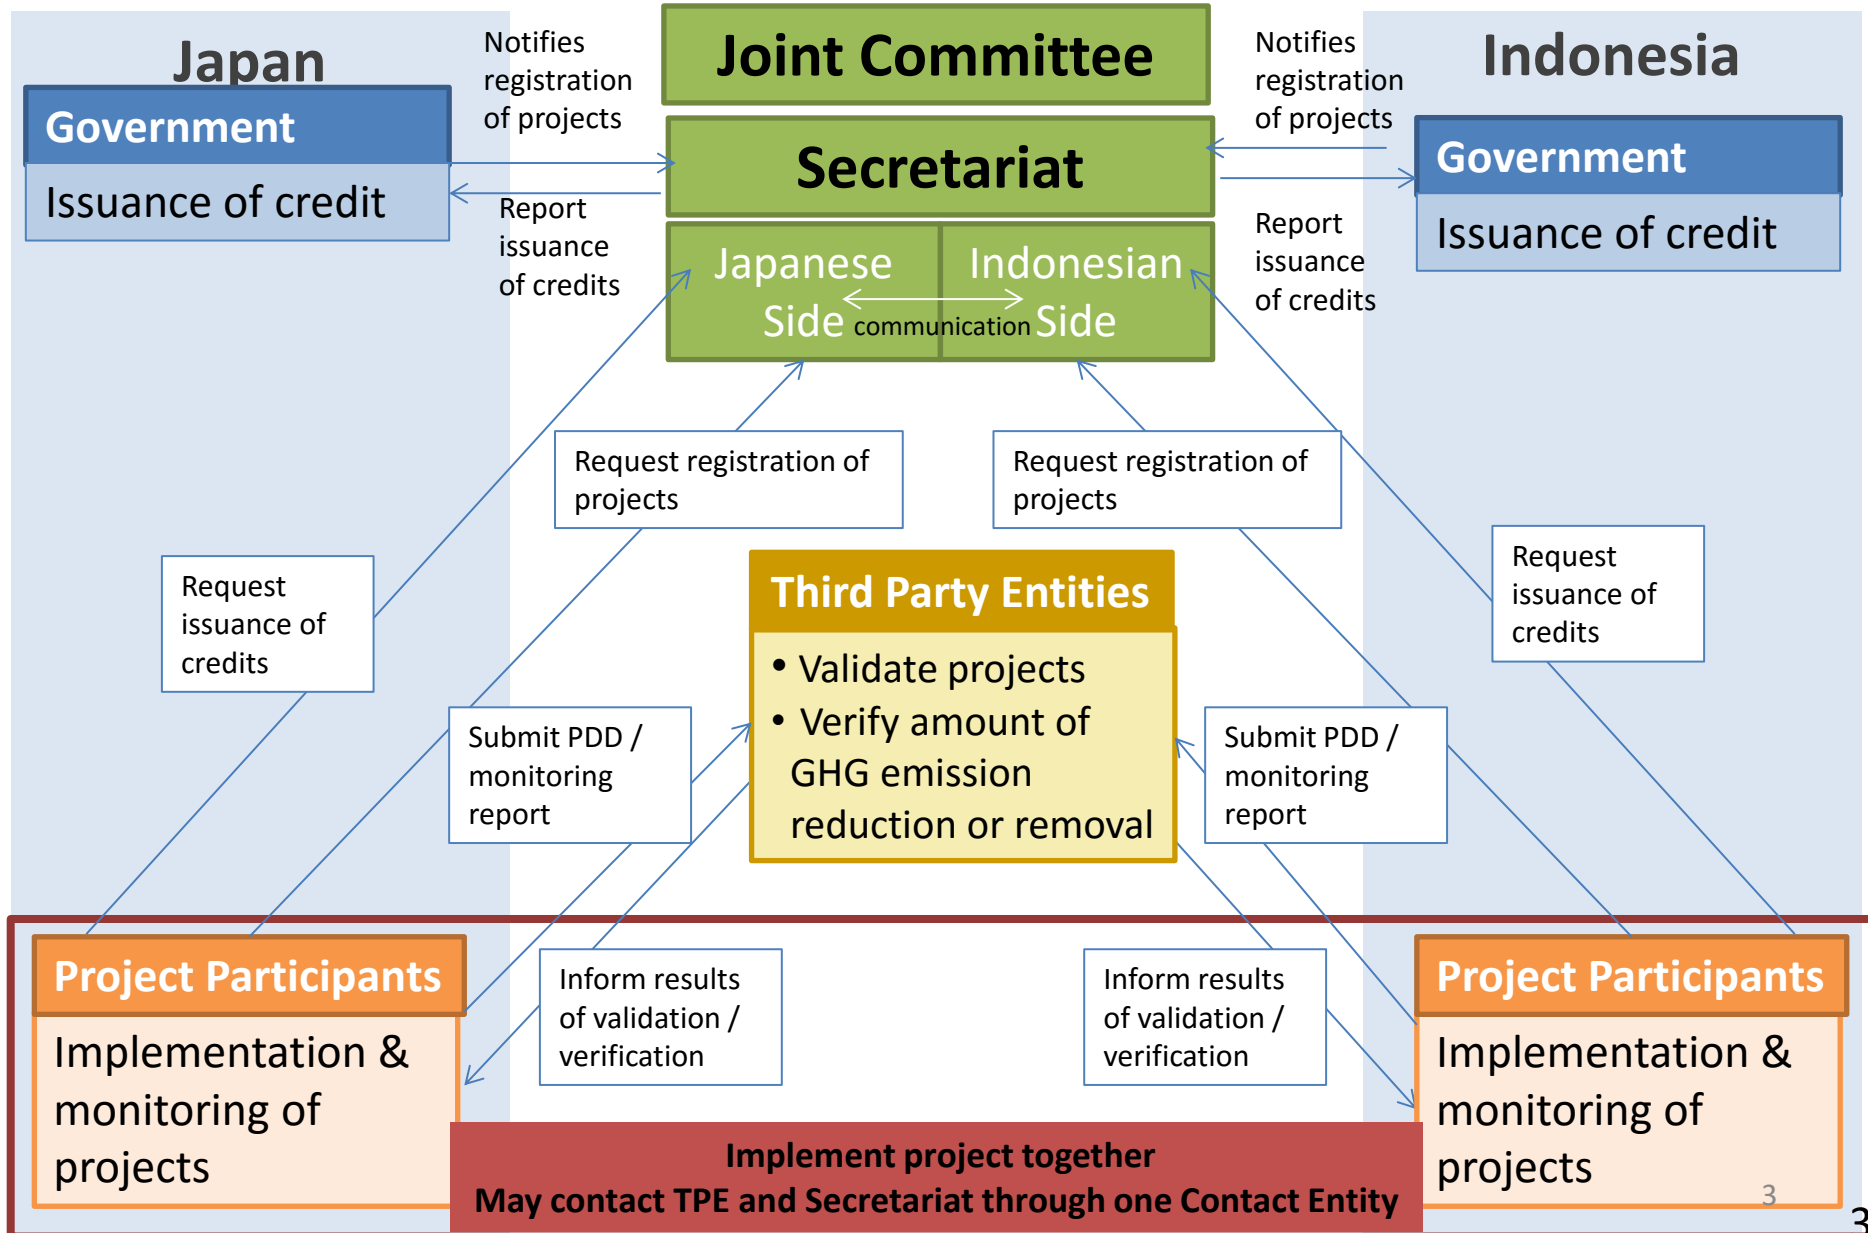 Japan
Government
Issuance of credit
Notifies
registration
of projects
Report
issuance
of credits
Joint Committee
Secretariat
Japanese
Side
communication
Indonesian
Side
Notifies
registration
of projects
Report
issuance
of credits
Indonesia
Government
Issuance of credit
Request registration of
projects
Request registration of
projects
Request
issuance of
credits
Third Party Entities
• Validate projects
• Verify amount of
GHG emission
reduction or removal
Request
issuance of
credits
Submit PDD /
monitoring
report
Submit PDD /
monitoring
report
Project Participants
Implementation &
monitoring of
projects
Inform results
of validation /
verification
Inform results
of validation /
verification
Project Participants
Implementation &
monitoring of
projects
Implement project together
May contact TPE and Secretariat through one Contact Entity
3
3